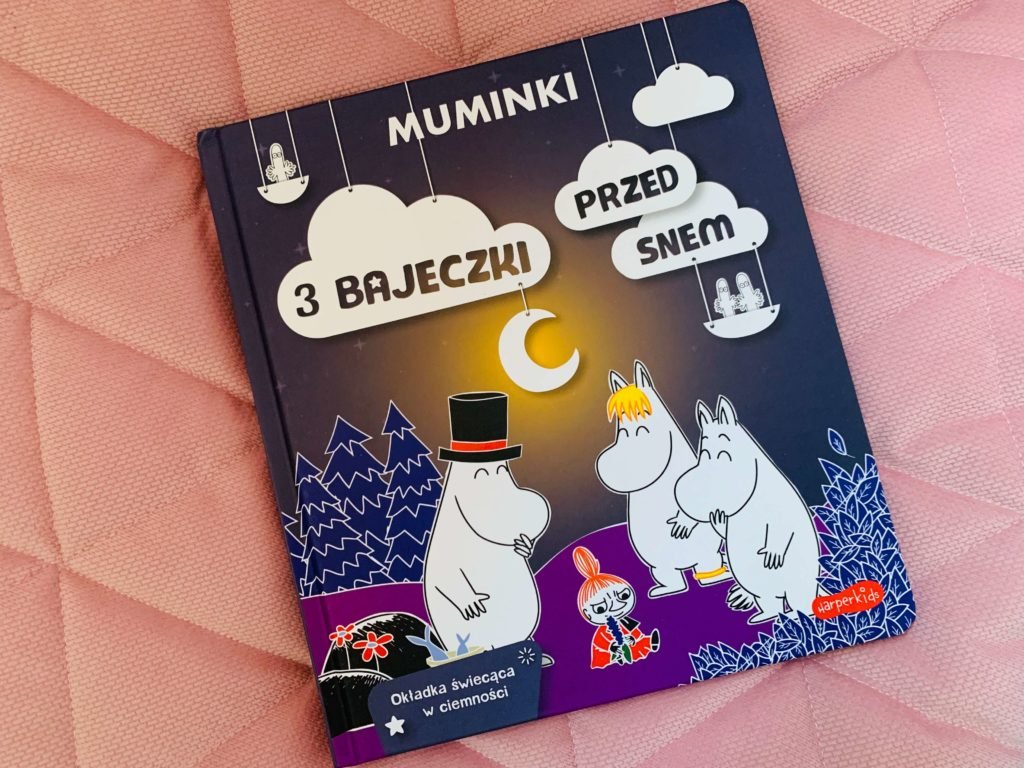 MUMINKI
3 BAJECZKI
PRZED
SNEM
HARPERKiDS
Okładka świecąca
w ciemności